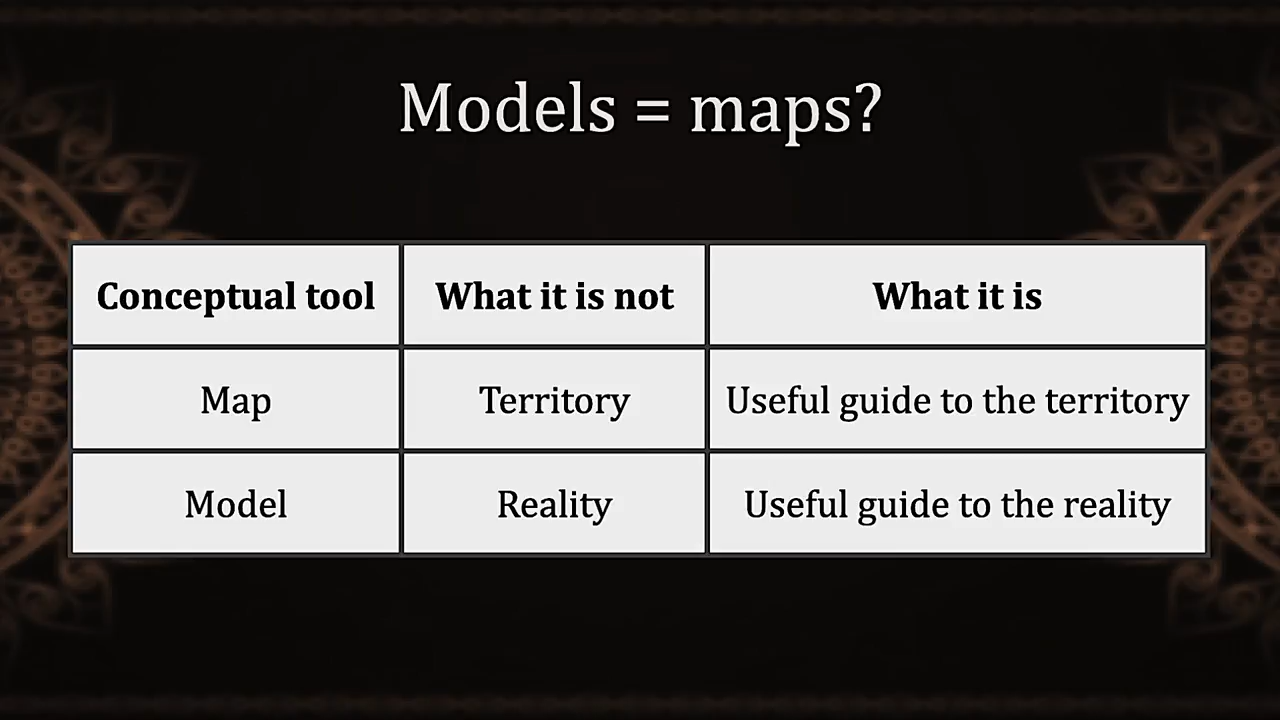 Models = maps?
Conceptual tool What it is not What it is
Map Territory Useful guide to the territory
Model Reality Useful guide to the reality